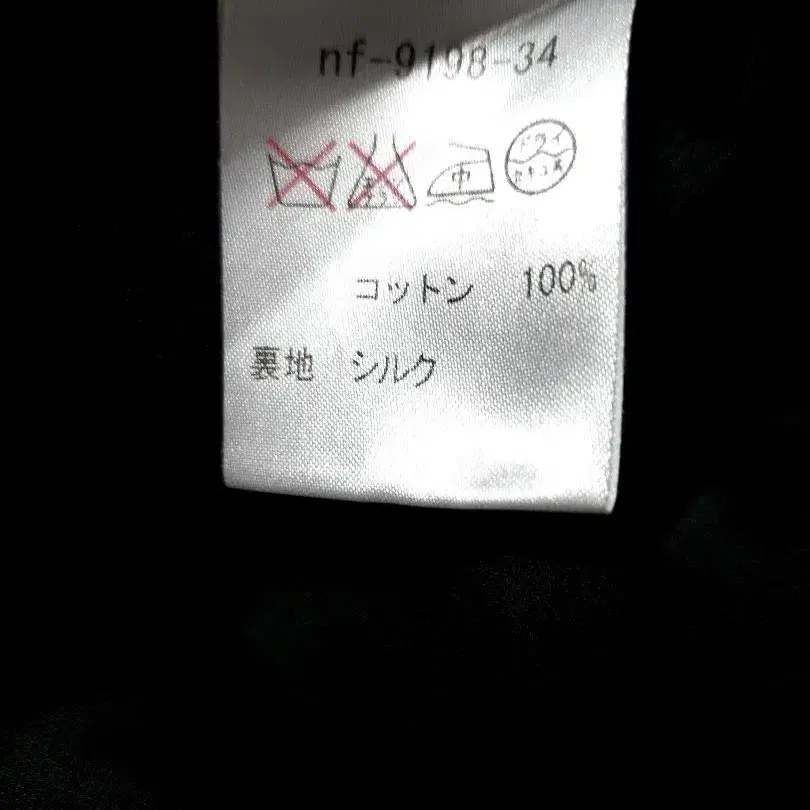 nf-9198-34
中 ドライ
セキユ系
コットン 100%
裏地 シルク